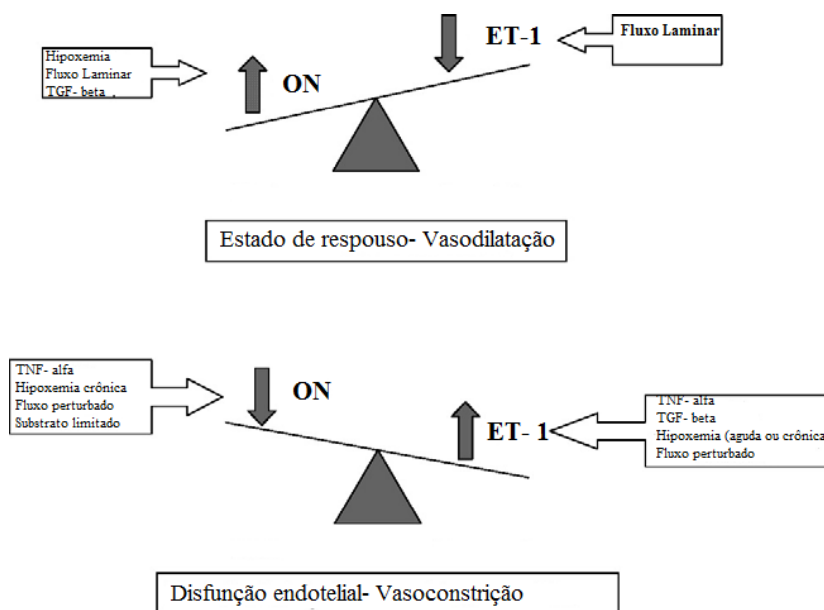 Hipoxemia
Fluxo Laminar
TGF- beta .
ON
ET-1
Fluxo Laminar
Estado de respouso- Vasodilatação
TNF- alfa
Hipoxemia crônica
Fluxo perturbado
Substrato limitado
ON
ET- 1
TNF- alfa
TGF- beta
Hipoxemia (aguda ou crônica
Fluxo perturbado
Disfunção endotelial- Vasoconstrição